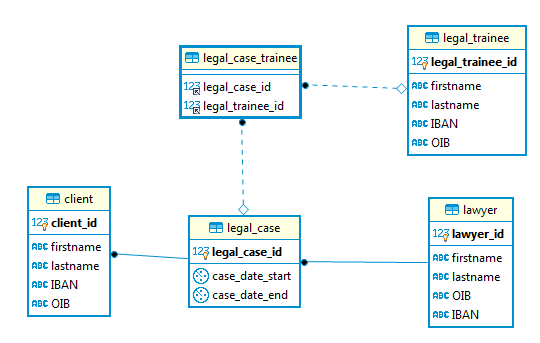 legal_case_trainee
123 legal_case_id
123 legal_trainee_id
legal_trainee
123 legal_trainee_id
ABC firstname
ABC lastname
ABC IBAN
ABC OIB
client
123 client_id
ABC firstname
ABC lastname
ABC IBAN
ABC OIB
legal_case
123 legal_case_id
case_date_start
case_date_end
lawyer
123 lawyer_id
ABC firstname
ABC lastname
ABC OIB
ABC IBAN